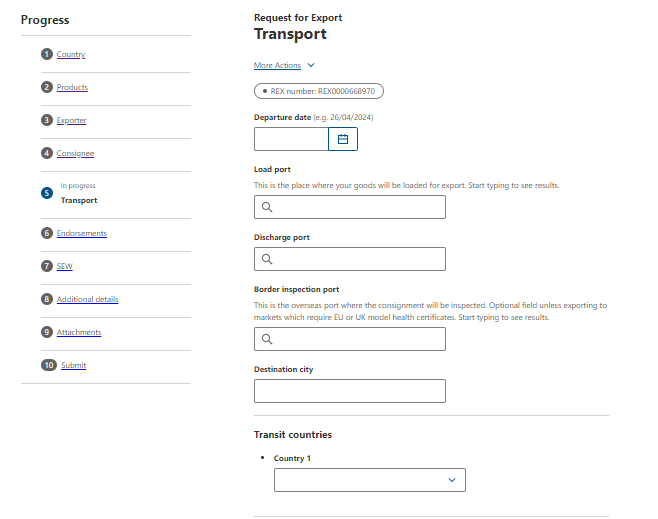 Progress
1 Country
2 Products
3 Exporter
4 Consignee
5 In progress
Transport
6 Endorsements
7 SEW
8 Additional details
9 Attachments
10 Submit
Request for Export
Transport
More Actions
REX number: REX0000668970
Departure date (e.g. 26/04/2024)
Load port
This is the place where your goods will be loaded for export. Start typing to see results.
Discharge port
Border inspection port
This is the overseas port where the consignment will be inspected. Optional field unless exporting to
markets which require EU or UK model health certificates. Start typing to see results.
Destination city
Transit countries
• Country 1